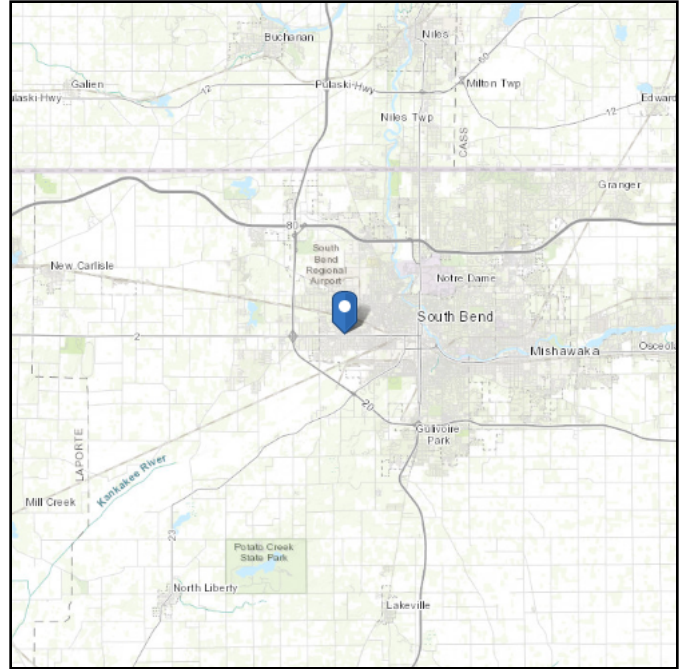 Buchanan
Niles
Galien
Pulaski-Hwy
Milton Twp
laski-Hwy
12
60
Edward
12
Niles Twp
CASS
Granger
80
South
Bend
Regional
Airport
New Carlisle
Notre Dame
South Bend
2
Mishawaka
Osceola
20
Gulivoire
Park
LAPORTE
Kankakee River
Mill Creek
23
Potato Creek
State Park
North Liberty
Lakeville